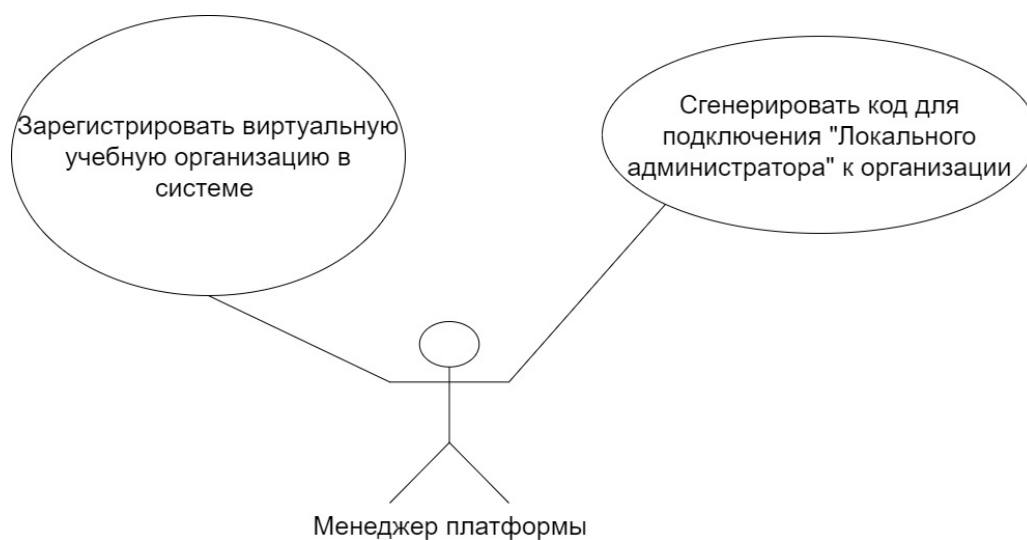 Зарегистрировать виртуальную
учебную организацию в
системе
Сгенерировать код для
подключения "Локального
администратора" к организации
Менеджер платформы